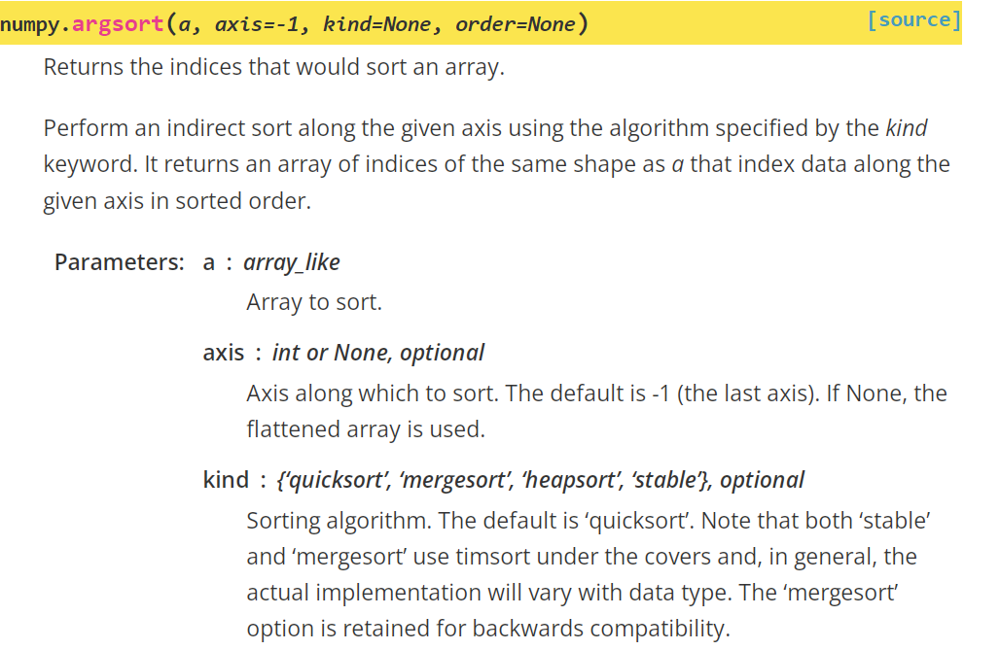 numpy.argsort(a, axis=-1, kind=None, order=None) [source]
Returns the indices that would sort an array.
Perform an indirect sort along the given axis using the algorithm specified by the kind
keyword. It returns an array of indices of the same shape as a that index data along the
given axis in sorted order.
Parameters: a : array_like
Array to sort.
axis : int or None, optional
Axis along which to sort. The default is -1 (the last axis). If None, the
flattened array is used.
kind : {‘quicksort’, ‘mergesort’, ‘heapsort’, ‘stable’}, optional
Sorting algorithm. The default is ‘quicksort’. Note that both ‘stable’
and ‘mergesort’ use timsort under the covers and, in general, the
actual implementation will vary with data type. The ‘mergesort’
option is retained for backwards compatibility.